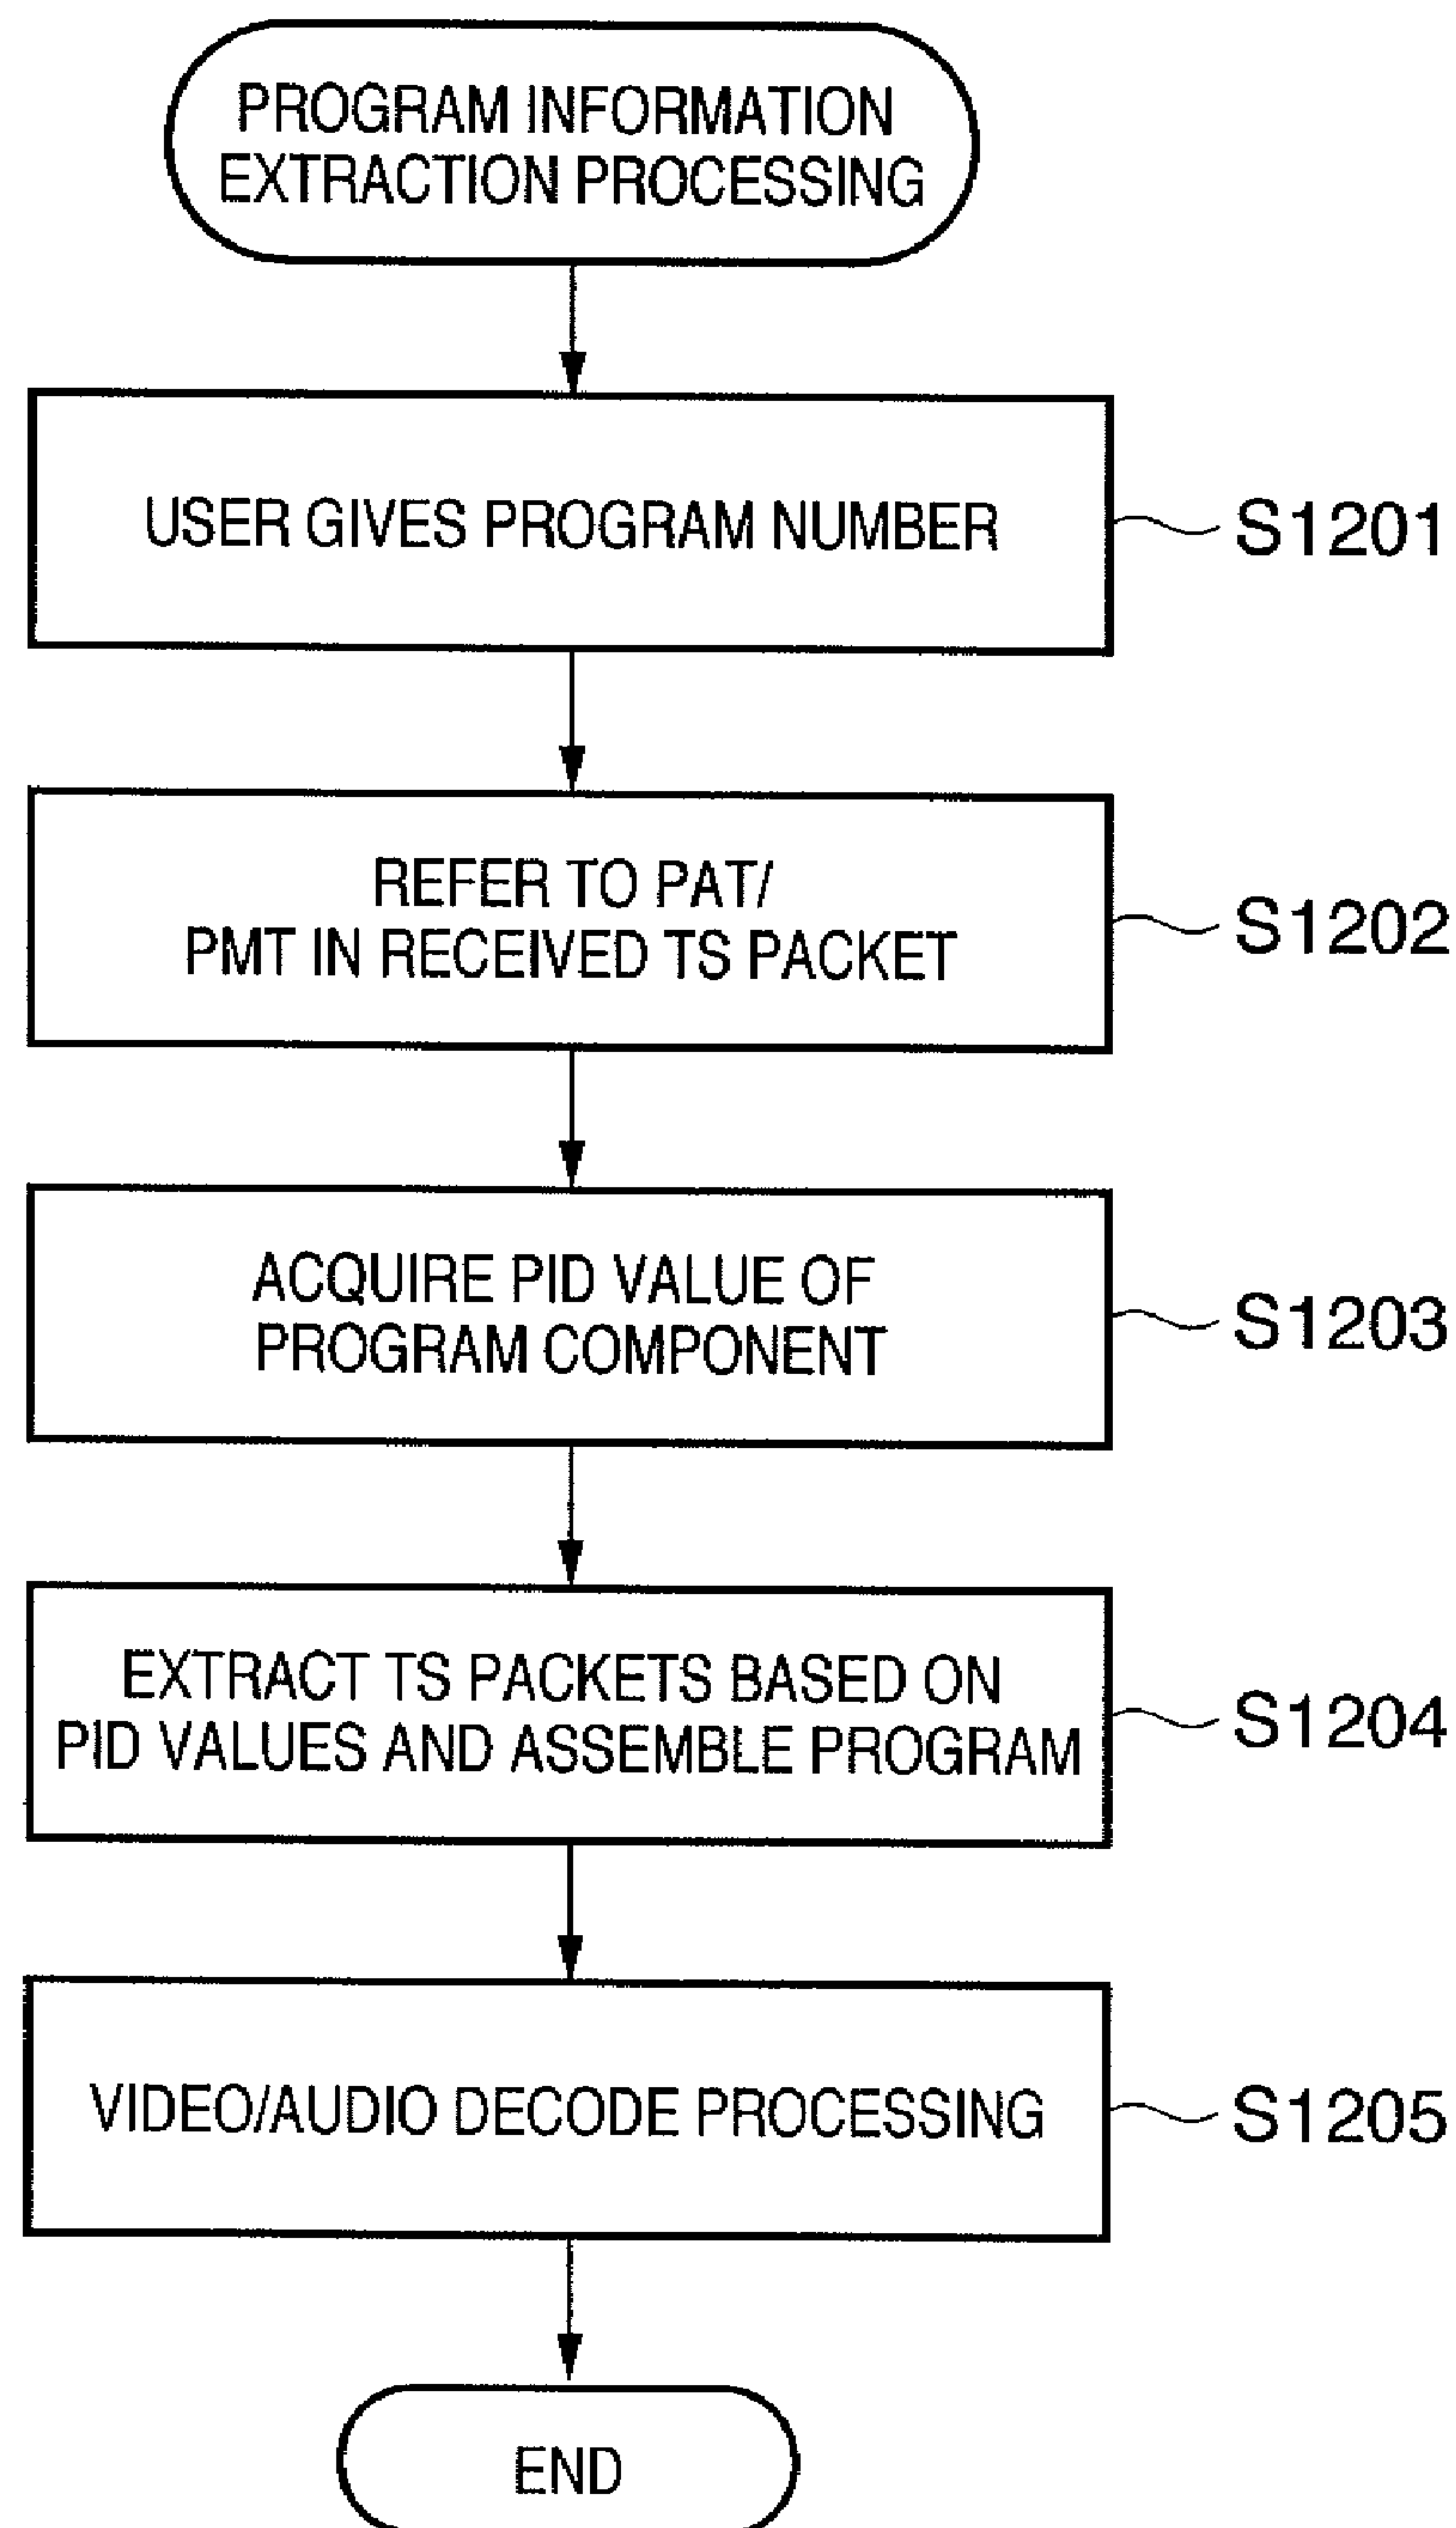 PROGRAM INFORMATION
EXTRACTION PROCESSING
USER GIVES PROGRAM NUMBER
S1201
REFER TO PAT/
PMT IN RECEIVED TS PACKET
S1202
ACQUIRE PID VALUE OF
PROGRAM COMPONENT
S1203
EXTRACT TS PACKETS BASED ON
PID VALUES AND ASSEMBLE PROGRAM
S1204
VIDEO/AUDIO DECODE PROCESSING
S1205
END